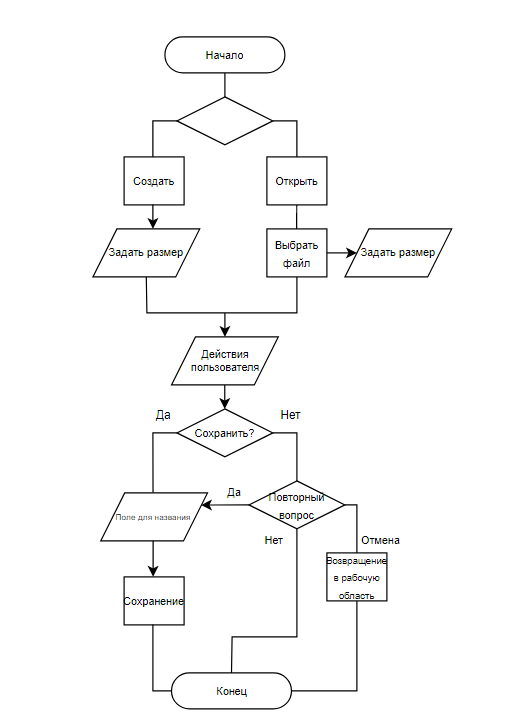 Начало
Создать
Открыть
Задать размер
Выбрать
файл
Задать размер
Действия
пользователя
Да
Нет
Сохранить?
Да
Повторный
вопрос
Поле для названия
Нет
Отмена
Возвращение
в рабочую
область
Сохранение
Конец